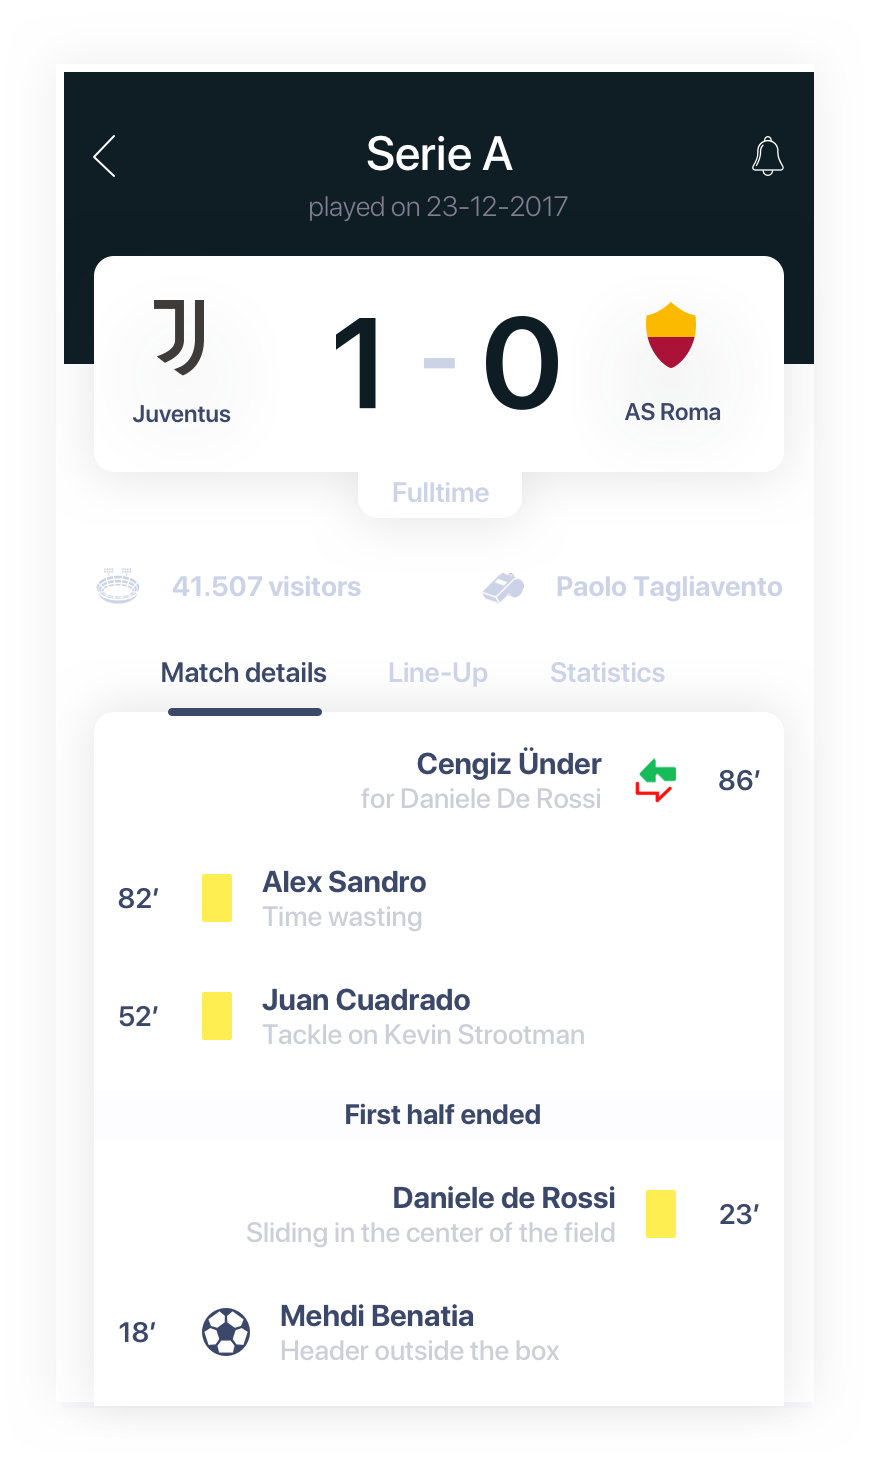 Serie A
played on 23-12-2017
1 - 0
Juventus
AS Roma
Fulltime
41.507 visitors
Paolo Tagliavento
Match details
Line-Up
Statistics
Cengiz Ünder
for Daniele De Rossi
86’
82’
Alex Sandro
Time wasting
52’
Juan Cuadrado
Tackle on Kevin Strootman
First half ended
Daniele de Rossi
Sliding in the center of the field
23’
18’
Mehdi Benatia
Header outside the box